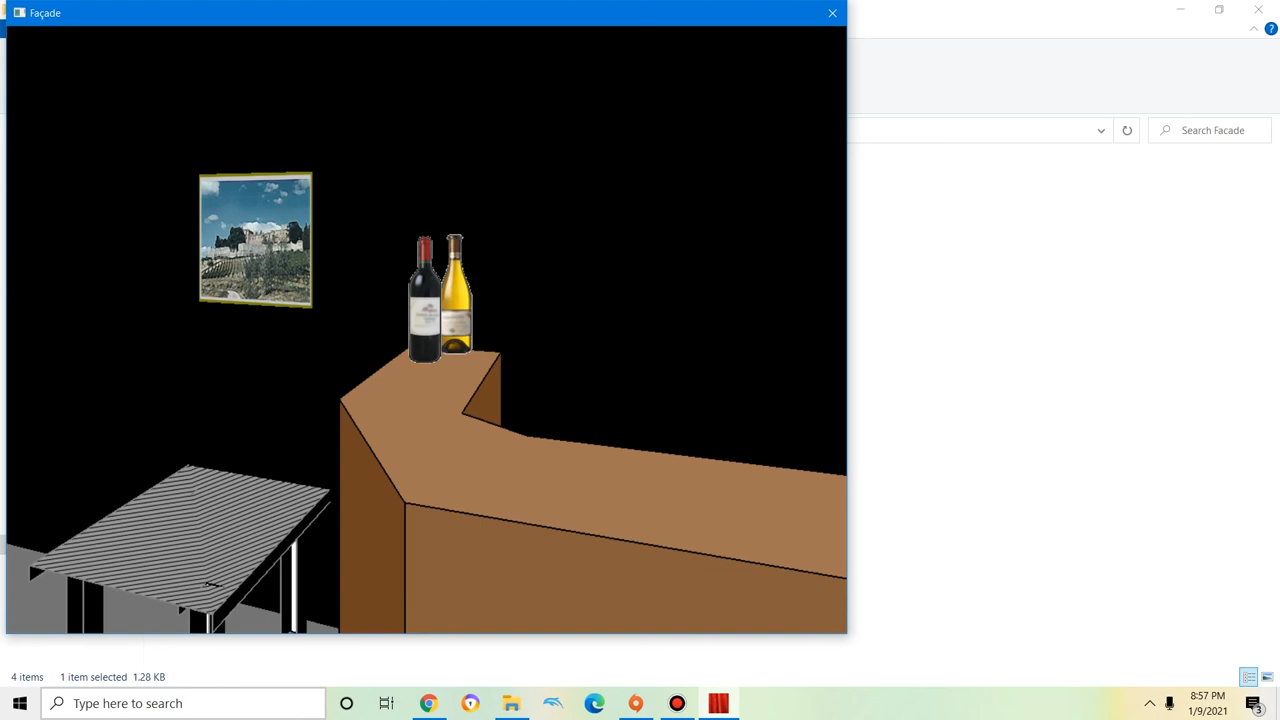 Façade
Search Facade
4 items 1 item selected 1.28 KB
Type here to search
8:57 PM
1/9/2021
3